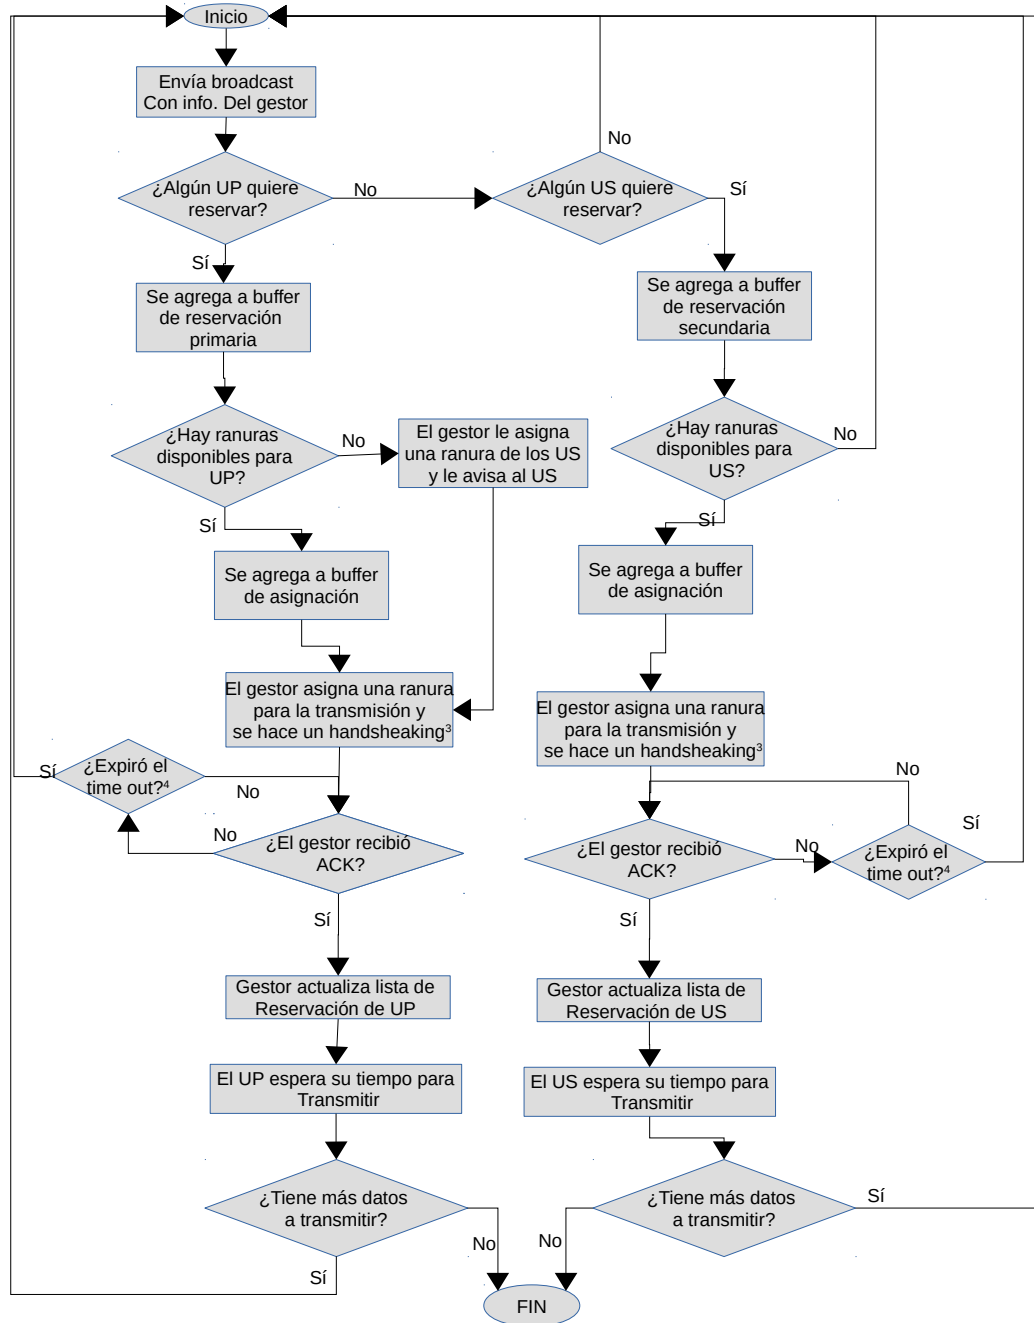 Inicio
Envía broadcast
Con info. Del gestor
No
¿Algún UP quiere
reservar?
No
¿Algún US quiere
reservar?
Sí
Sí
Se agrega a buffer
de reservación
primaria
Se agrega a buffer
de reservación
secundaria
¿Hay ranuras
disponibles para
UP?
No
El gestor le asigna
una ranura de los US
y le avisa al US
¿Hay ranuras
disponibles para
US?
No
Sí
Sí
Se agrega a buffer
de asignación
Se agrega a buffer
de asignación
El gestor asigna una ranura
para la transmisión y
se hace un handsheaking³
El gestor asigna una ranura
para la transmisión y
se hace un handsheaking³
Sí
¿Expiró el
time out?⁴
No
No
¿El gestor recibió
ACK?
¿El gestor recibió
ACK?
No
No
Sí
¿Expiró el
time out?⁴
Sí
Sí
Gestor actualiza lista de
Reservación de UP
Gestor actualiza lista de
Reservación de US
El UP espera su tiempo para
Transmitir
El US espera su tiempo para
Transmitir
¿Tiene más datos
a transmitir?
¿Tiene más datos
a transmitir?
Sí
No
No
Sí
FIN